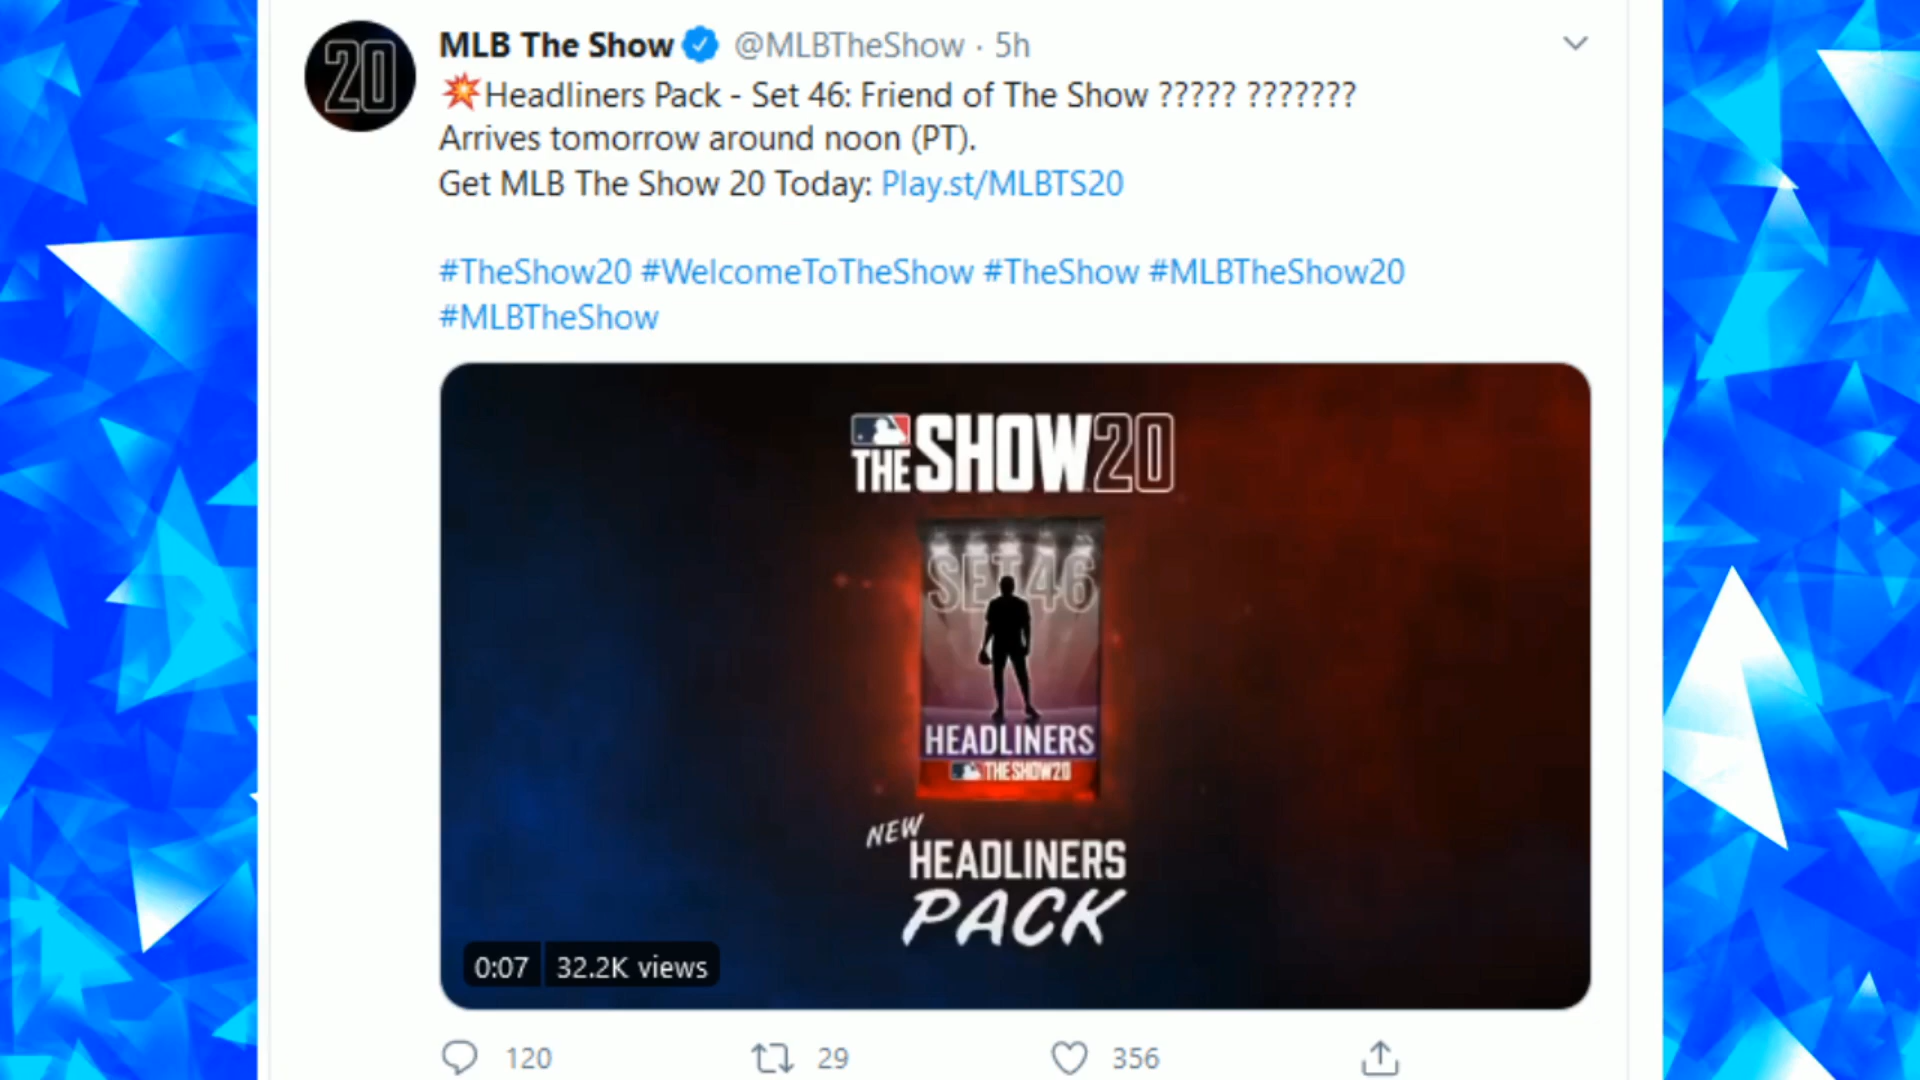 20
MLB The Show @MLBTheShow · 5h
💥Headliners Pack - Set 46: Friend of The Show ????? ???????
Arrives tomorrow around noon (PT).
Get MLB The Show 20 Today: Play.st/MLBTS20
#TheShow20 #WelcomeToTheShow #TheShow #MLBTheShow20
#MLBTheShow
THE SHOW 20
SET 46
HEADLINERS
THE SHOW 20
NEW
HEADLINERS
PACK
0:07 32.2K views
120 29 356